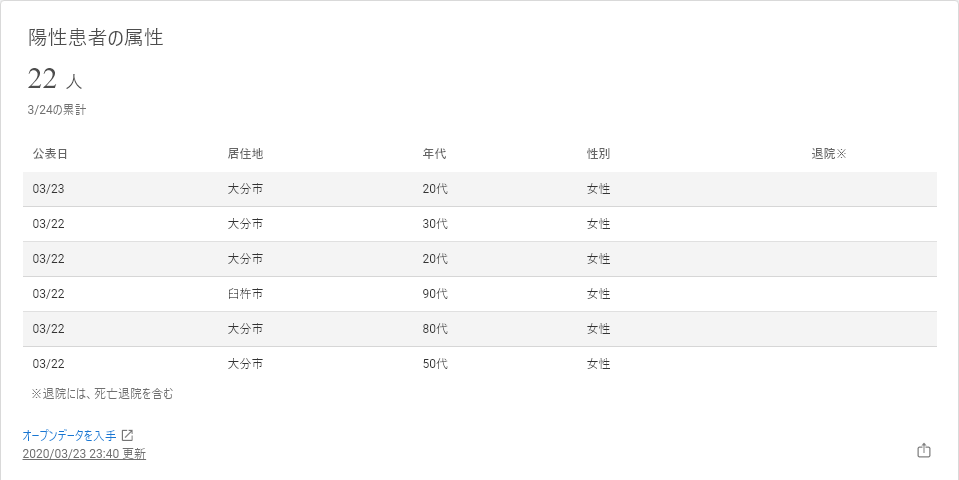 陽性患者の属性
22 人
3/24の累計
公表日 居住地 年代 性別 退院※
03/23 大分市 20代 女性
03/22 大分市 30代 女性
03/22 大分市 20代 女性
03/22 臼杵市 90代 女性
03/22 大分市 80代 女性
03/22 大分市 50代 女性
※退院には、死亡退院を含む
オープンデータを入手
2020/03/23 23:40 更新